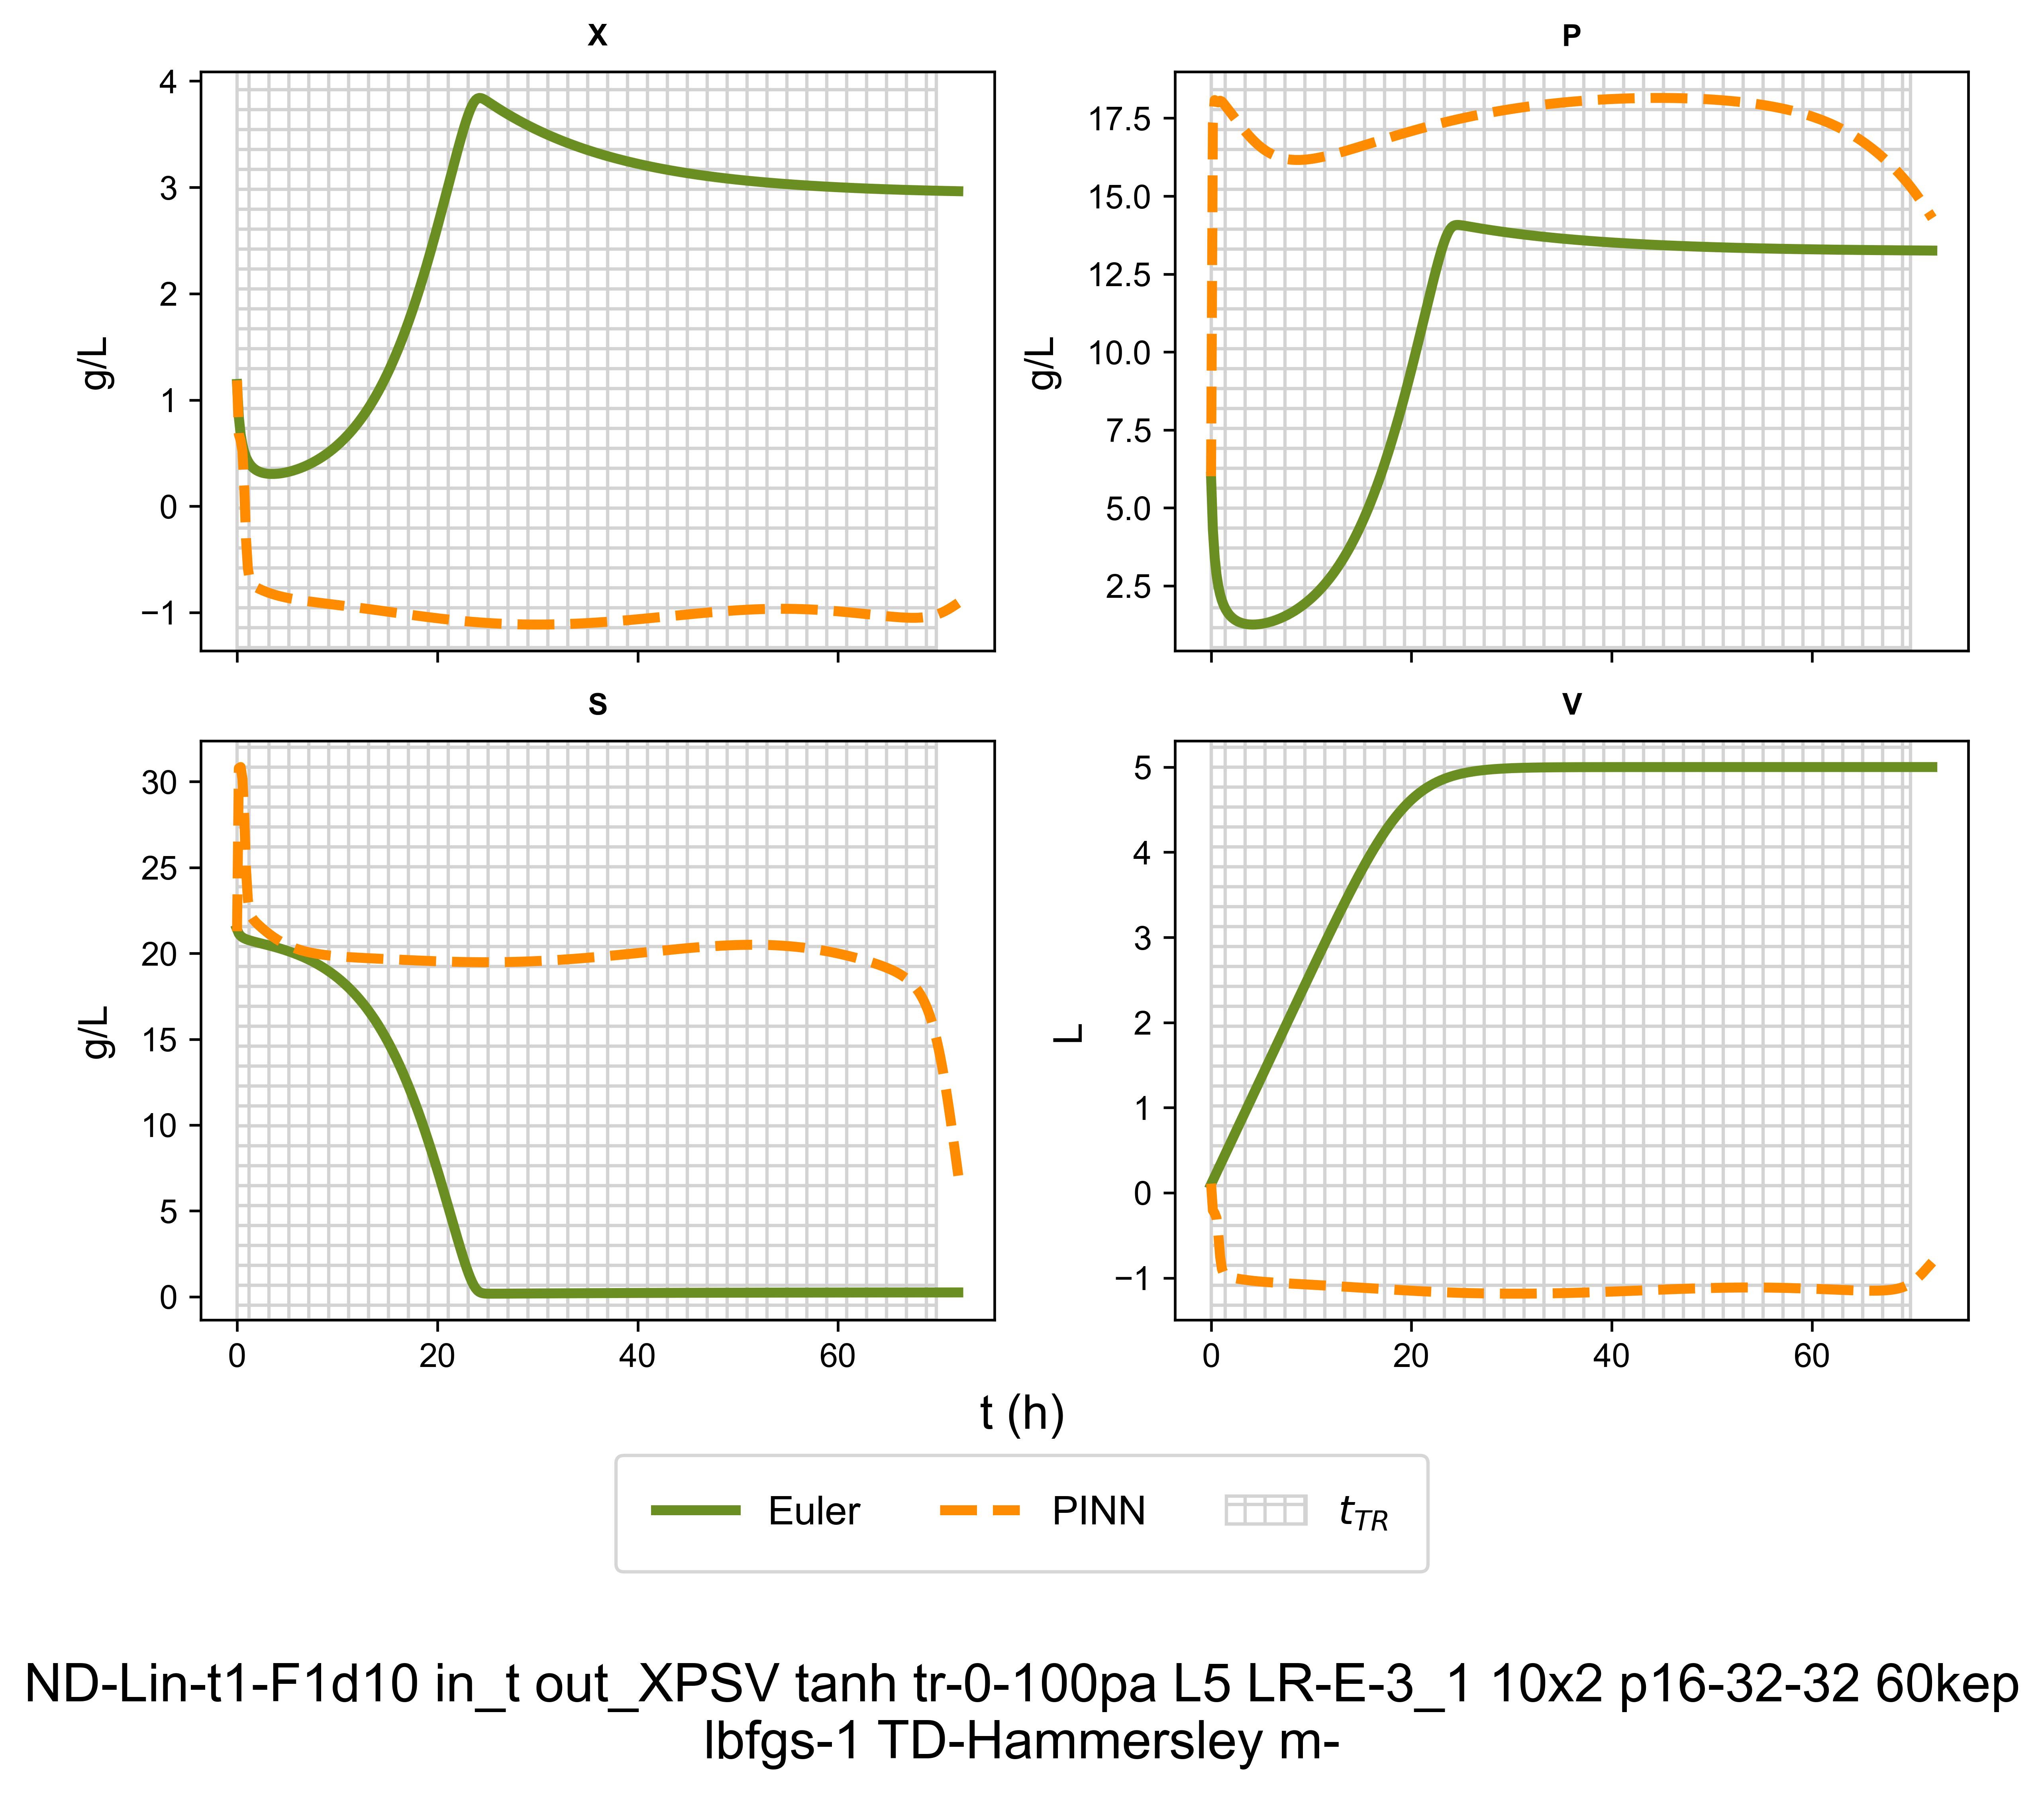 X
4
3
2
1
0
−1
g/L
P
17.5
15.0
12.5
10.0
7.5
5.0
2.5
g/L
S
30
25
20
15
10
5
0
g/L
0 20 40 60
V
5
4
3
2
1
0
−1
L
0 20 40 60
t (h)
Euler PINN t_{TR}
ND-Lin-t1-F1d10 in_t out_XPSV tanh tr-0-100pa L5 LR-E-3_1 10x2 p16-32-32 60kep
lbfgs-1 TD-Hammersley m-